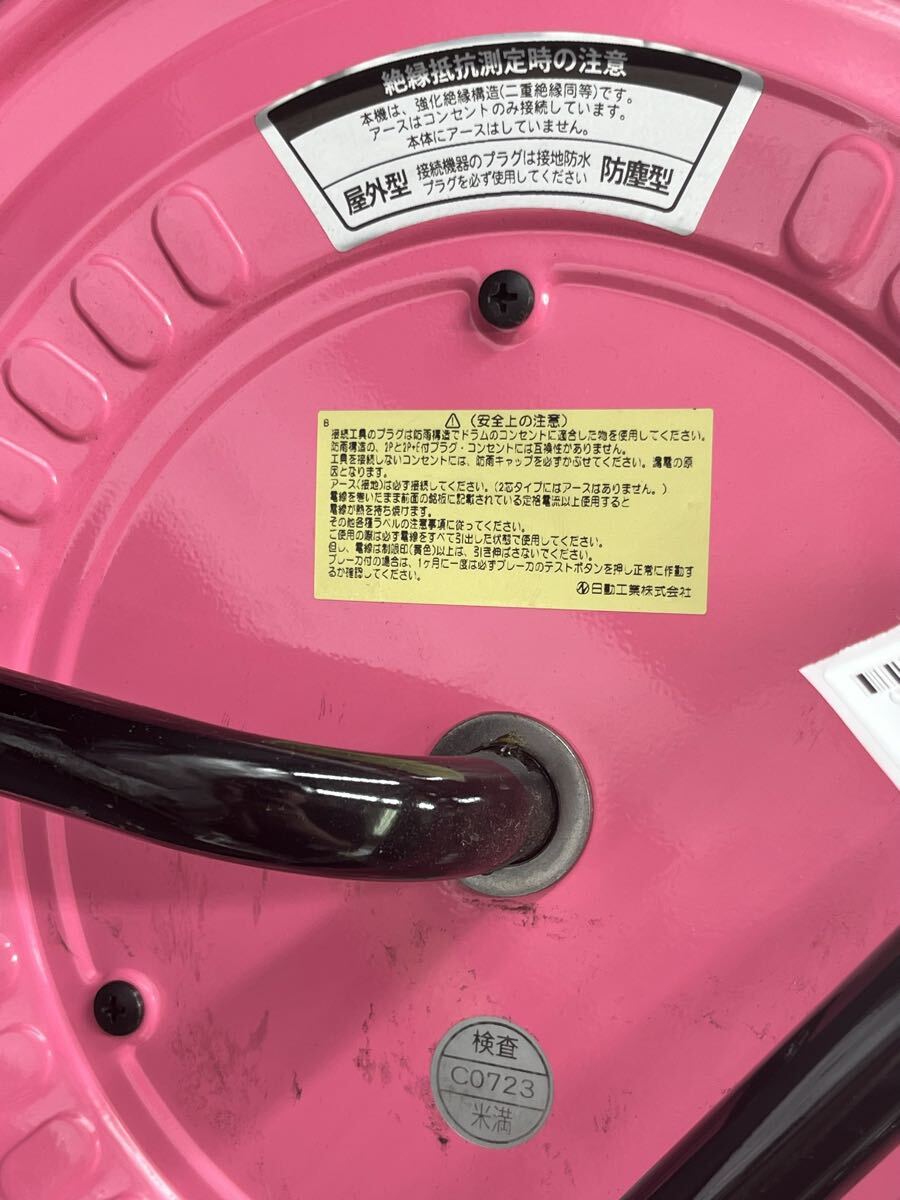 絶縁抵抗測定時の注意
本機は、強化絶縁構造(二重絶縁同等)です。
アースはコンセントのみ接続しています。
本体にアースはしていません。
屋外型
接続機器のプラグは接地防水
プラグを必ず使用してください
防塵型
B
⚠(安全上の注意)
接続工具のプラグは防雨構造でドラムのコンセントに適合した物を使用してください。
防雨構造の、2Pと2P+E付プラグ・コンセントには互換性がありません。
工具を接続しないコンセントには、防雨キャップを必ずかぶせてください。漏電の原
因となります。
アース(接地)は必ず接続してください。(2芯タイプにはアースはありません。)
電線を巻いたまま前面の銘板に記載されている定格電流以上使用すると
電線が熱を持ち焼けます。
その他各種ラベルの注意事項に従ってください。
ご使用の際は必ず電線をすべて引出した状態で使用してください。
但し、電線は制限印(黄色)以上は、引き伸ばさないでください。
ブレーカ付の場合は、1ヶ月に一度は必ずブレーカのテストボタンを押し正常に作動す
るか確認してください。
日動工業株式会社
検査
C0723
米満